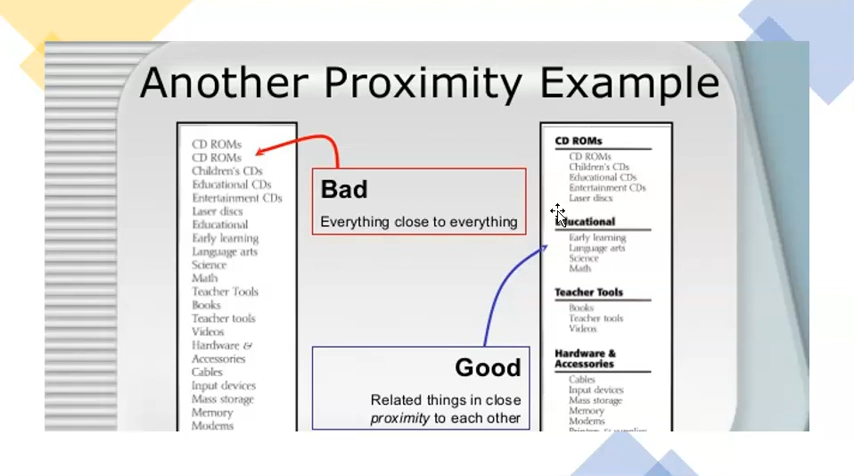 Another Proximity Example
CD ROMs
CD ROMs
Children's CDs
Educational CDs
Entertainment CDs
Laser discs
Educational
Early learning
Language arts
Science
Math
Teacher Tools
Books
Teacher tools
Videos
Hardware &
Accessories
Cables
Input devices
Mass storage
Memory
Modems
Bad
Everything close to everything
Good
Related things in close
proximity to each other
CD ROMs
CD ROMs
Children's CDs
Educational CDs
Entertainment CDs
Laser discs
Educational
Early learning
Language arts
Science
Math
Teacher Tools
Books
Teacher tools
Videos
Hardware &
Accessories
Cables
Input devices
Mass storage
Memory
Modems